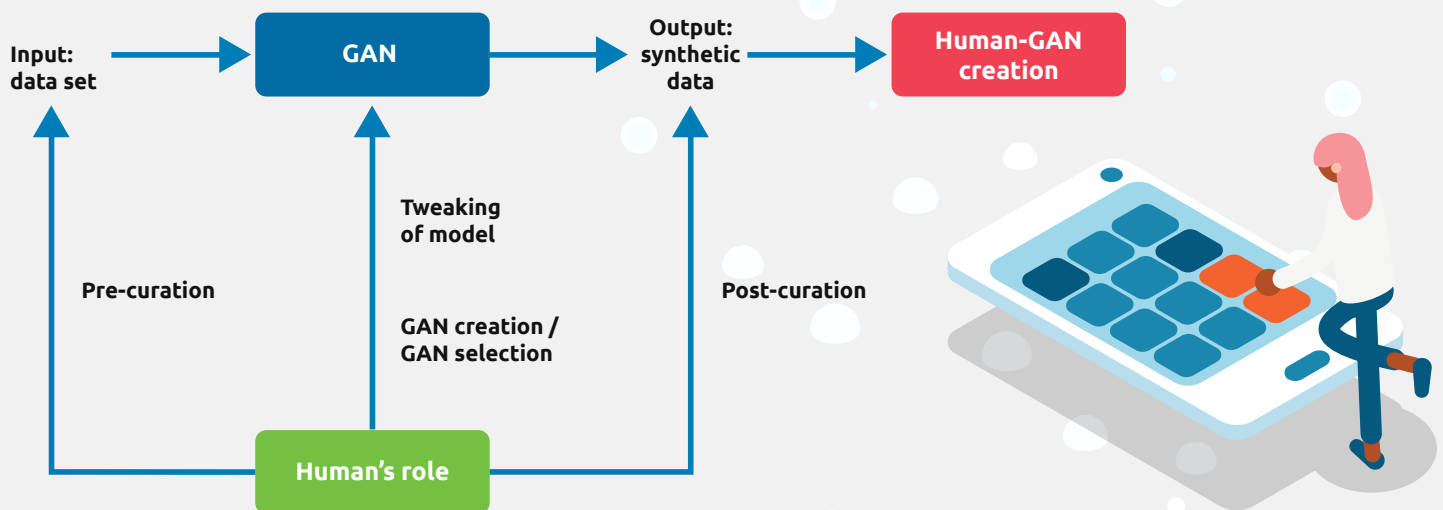 Input:
data set
GAN
Output:
synthetic
data
Human-GAN
creation
Tweaking
of model
Pre-curation
GAN creation /
GAN selection
Post-curation
Human’s role